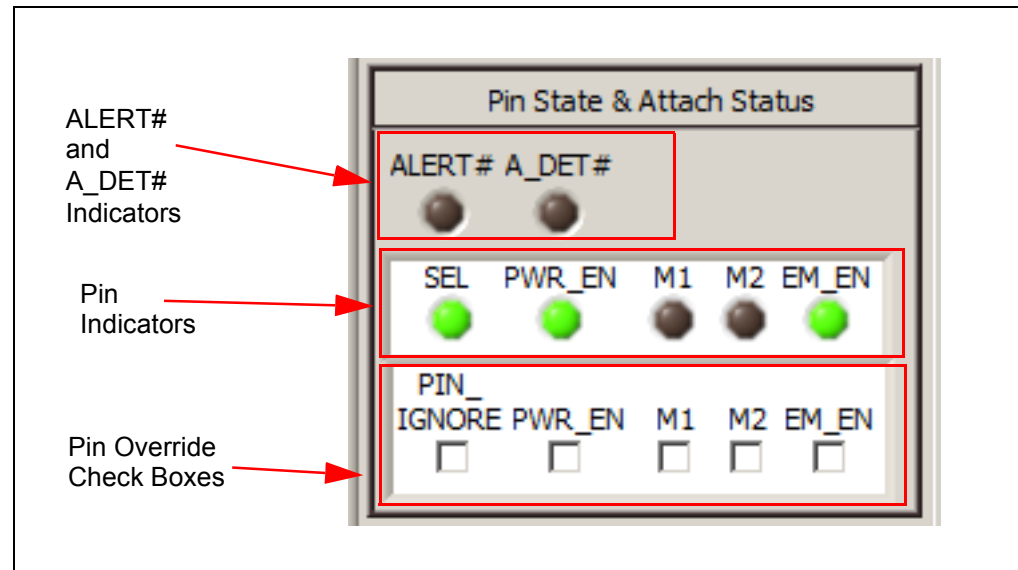 Pin State & Attach Status
ALERT#
and
A_DET#
Indicators
ALERT# A_DET#
Pin
Indicators
SEL PWR_EN M1 M2 EM_EN
Pin Override
Check Boxes
PIN_
IGNORE PWR_EN M1 M2 EM_EN